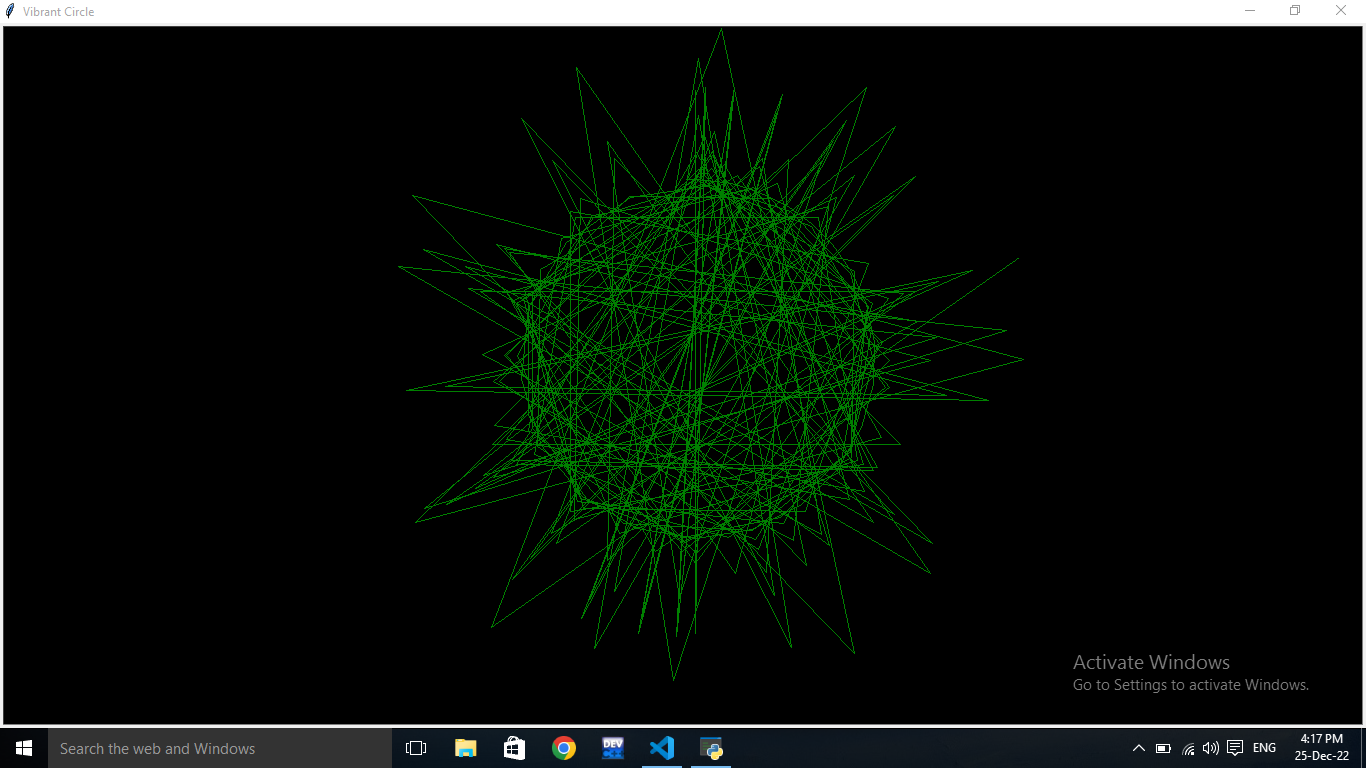 Vibrant Circle
Activate Windows
Go to Settings to activate Windows.
Search the web and Windows
DEV
C++
ENG
4:17 PM
25-Dec-22